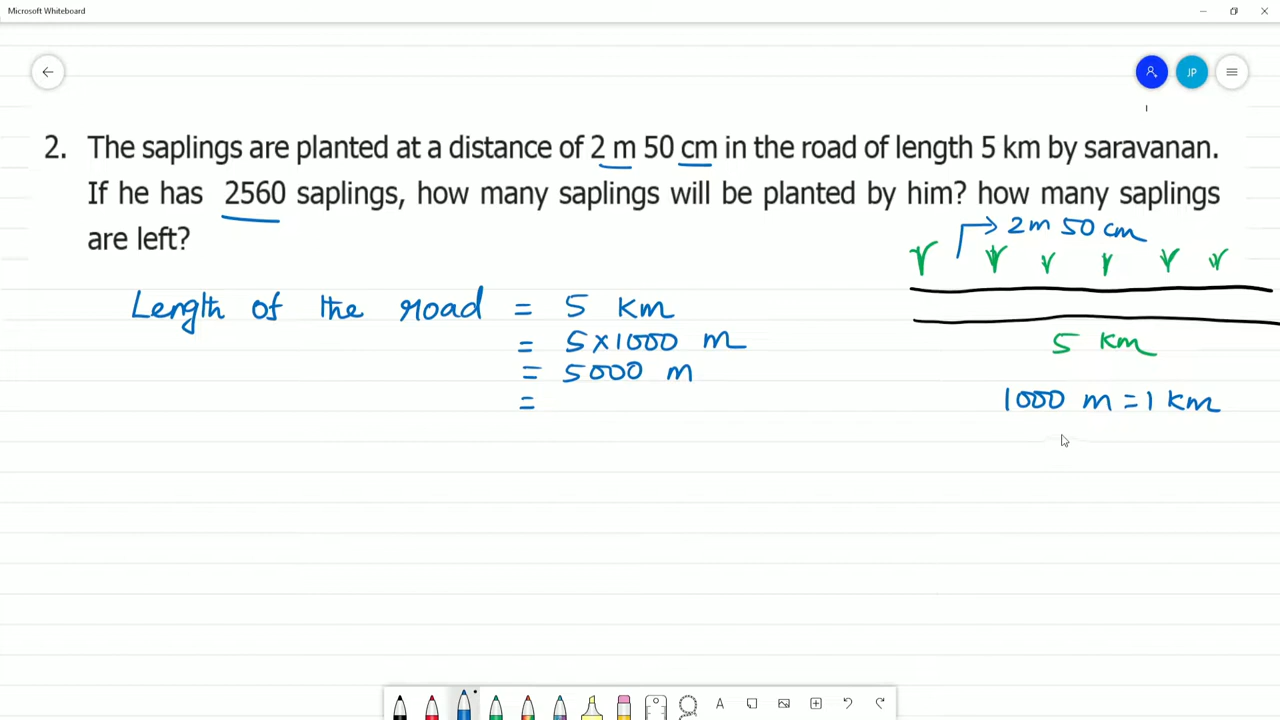 Microsoft Whiteboard
JP
2. The saplings are planted at a distance of 2 m 50 cm in the road of length 5 km by saravanan.
If he has 2560 saplings, how many saplings will be planted by him? how many saplings
are left?
2m 50 cm
Length of the road = 5 km
= 5×1000 m
= 5000 m
=
5 km
1000 m = 1 km
A